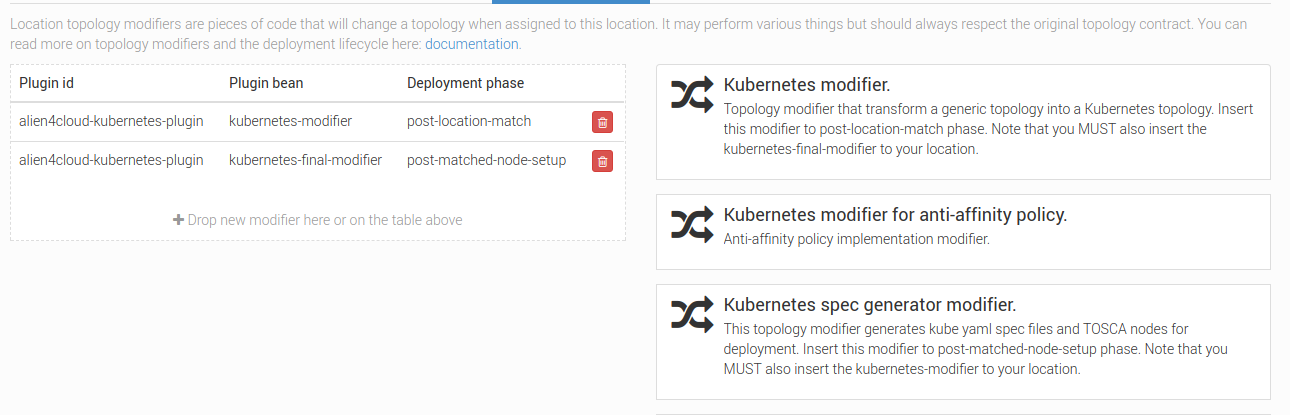 Location topology modifiers are pieces of code that will change a topology when assigned to this location. It may perform various things but should always respect the original topology contract. You can
read more on topology modifiers and the deployment lifecycle here: documentation.
Plugin id Plugin bean Deployment phase
alien4cloud-kubernetes-plugin kubernetes-modifier post-location-match
alien4cloud-kubernetes-plugin kubernetes-final-modifier post-matched-node-setup
+ Drop new modifier here or on the table above
Kubernetes modifier.
Topology modifier that transform a generic topology into a Kubernetes topology. Insert
this modifier to post-location-match phase. Note that you MUST also insert the
kubernetes-final-modifier to your location.
Kubernetes modifier for anti-affinity policy.
Anti-affinity policy implementation modifier.
Kubernetes spec generator modifier.
This topology modifier generates kube yaml spec files and TOSCA nodes for
deployment. Insert this modifier to post-matched-node-setup phase. Note that you
MUST also insert the kubernetes-modifier to your location.